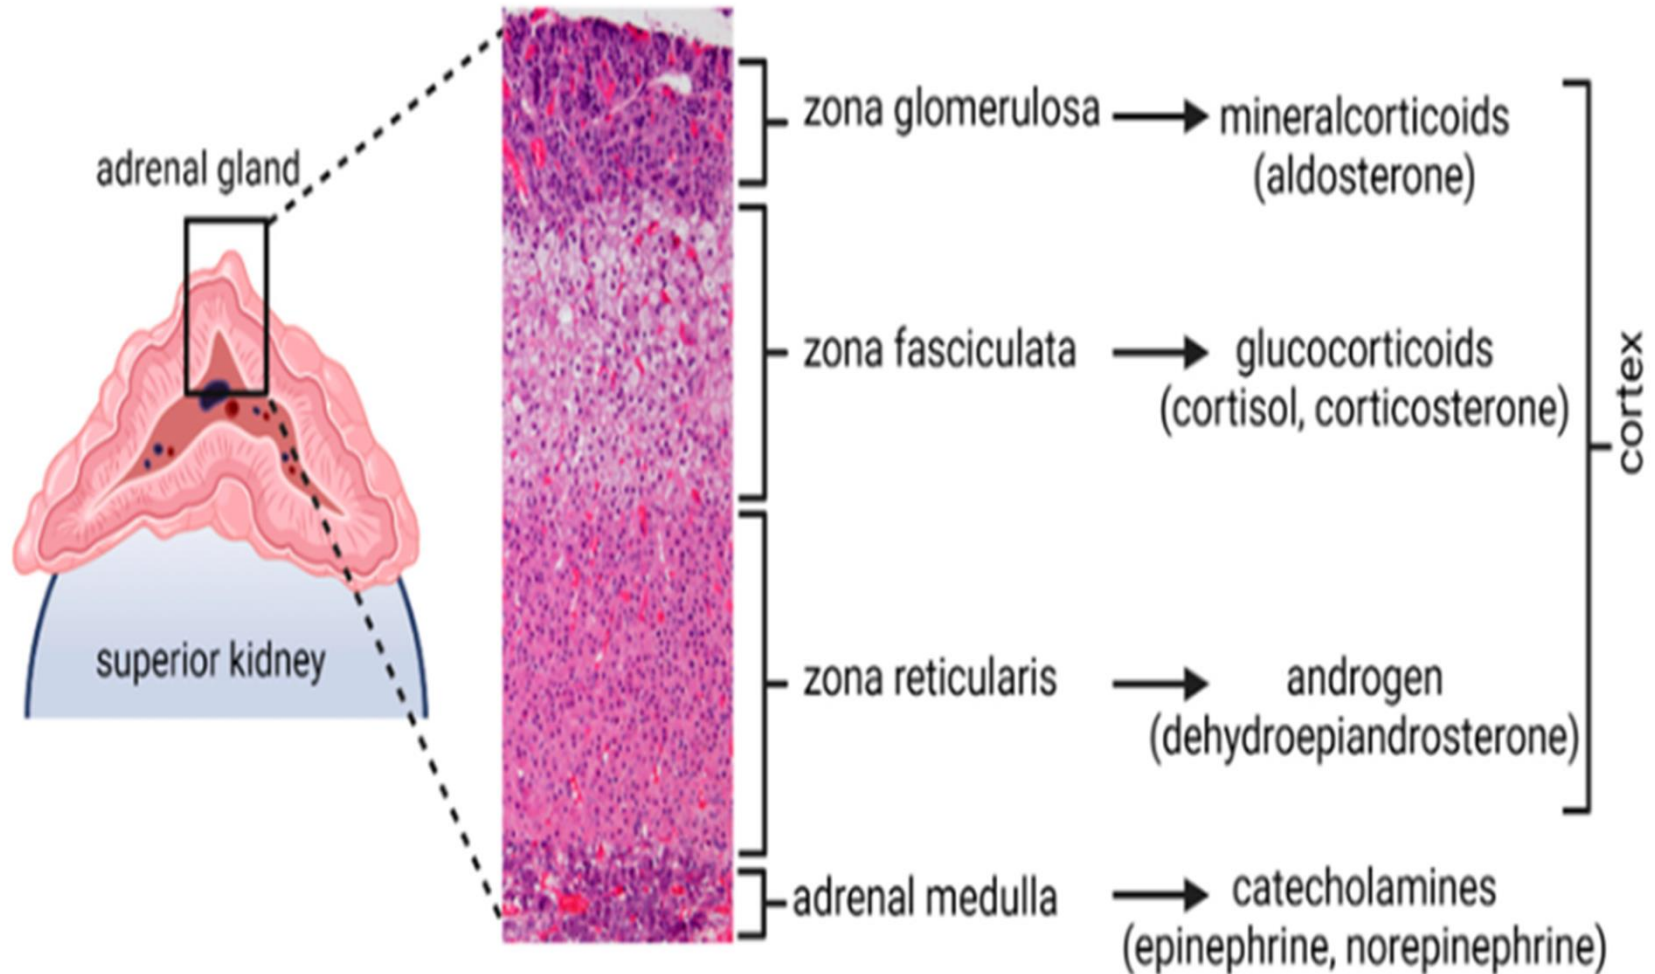 adrenal gland
superior kidney
zona glomerulosa
mineralcorticoids
(aldosterone)
zona fasciculata
glucocorticoids
(cortisol, corticosterone)
zona reticularis
androgen
(dehydroepiandrosterone)
cortex
adrenal medulla
catecholamines
(epinephrine, norepinephrine)